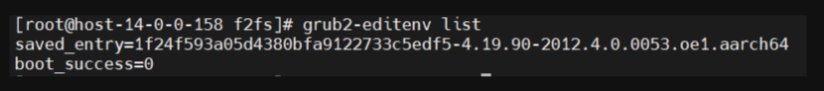 [root@host-14-0-0-158 f2fs]# grub2-editenv list
saved_entry=1f24f593a05d4380bfa9122733c5edf5-4.19.90-2012.4.0.0053.oe1.aarch64
boot_success=0